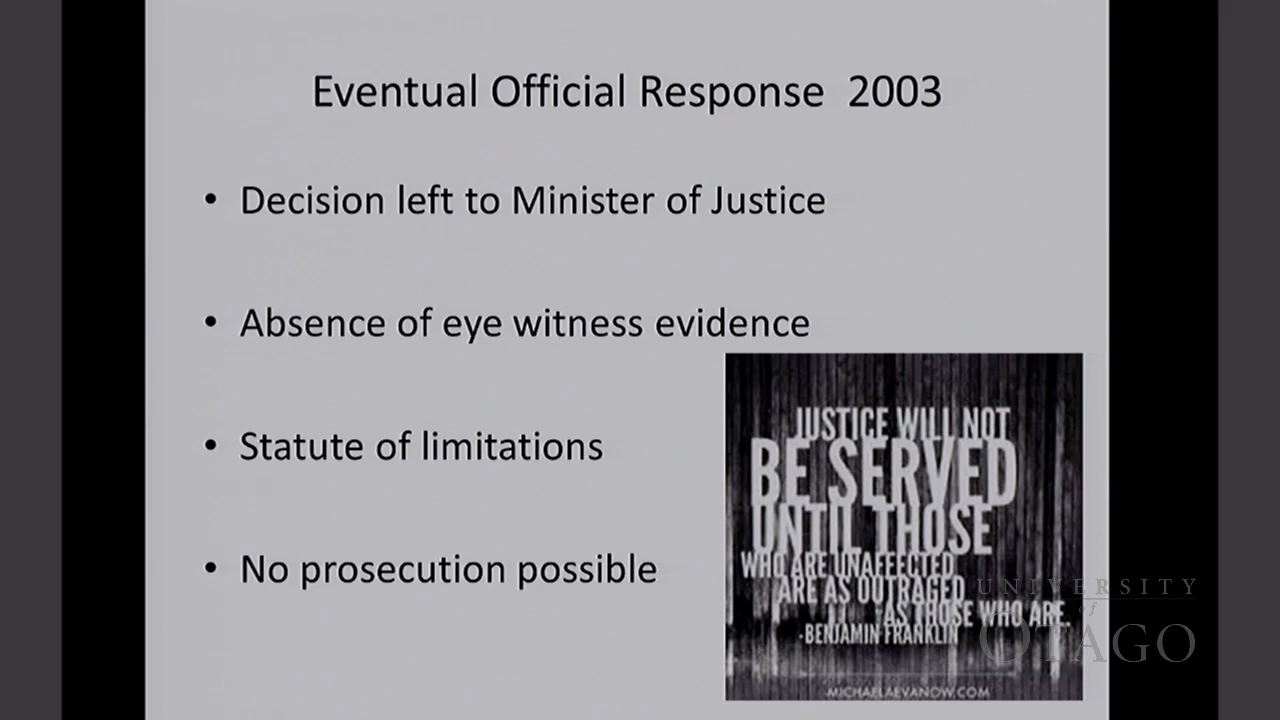 Eventual Official Response 2003
• Decision left to Minister of Justice
• Absence of eye witness evidence
• Statute of limitations
• No prosecution possible
JUSTICE WILL NOT
BE SERVED
UNTIL THOSE
WHO ARE UNAFFECTED
ARE AS OUTRAGED
AS THOSE WHO ARE.
-BENJAMIN FRANKLIN
MICHAELAEVANOW.COM
UNIVERSITY
of
OTAGO